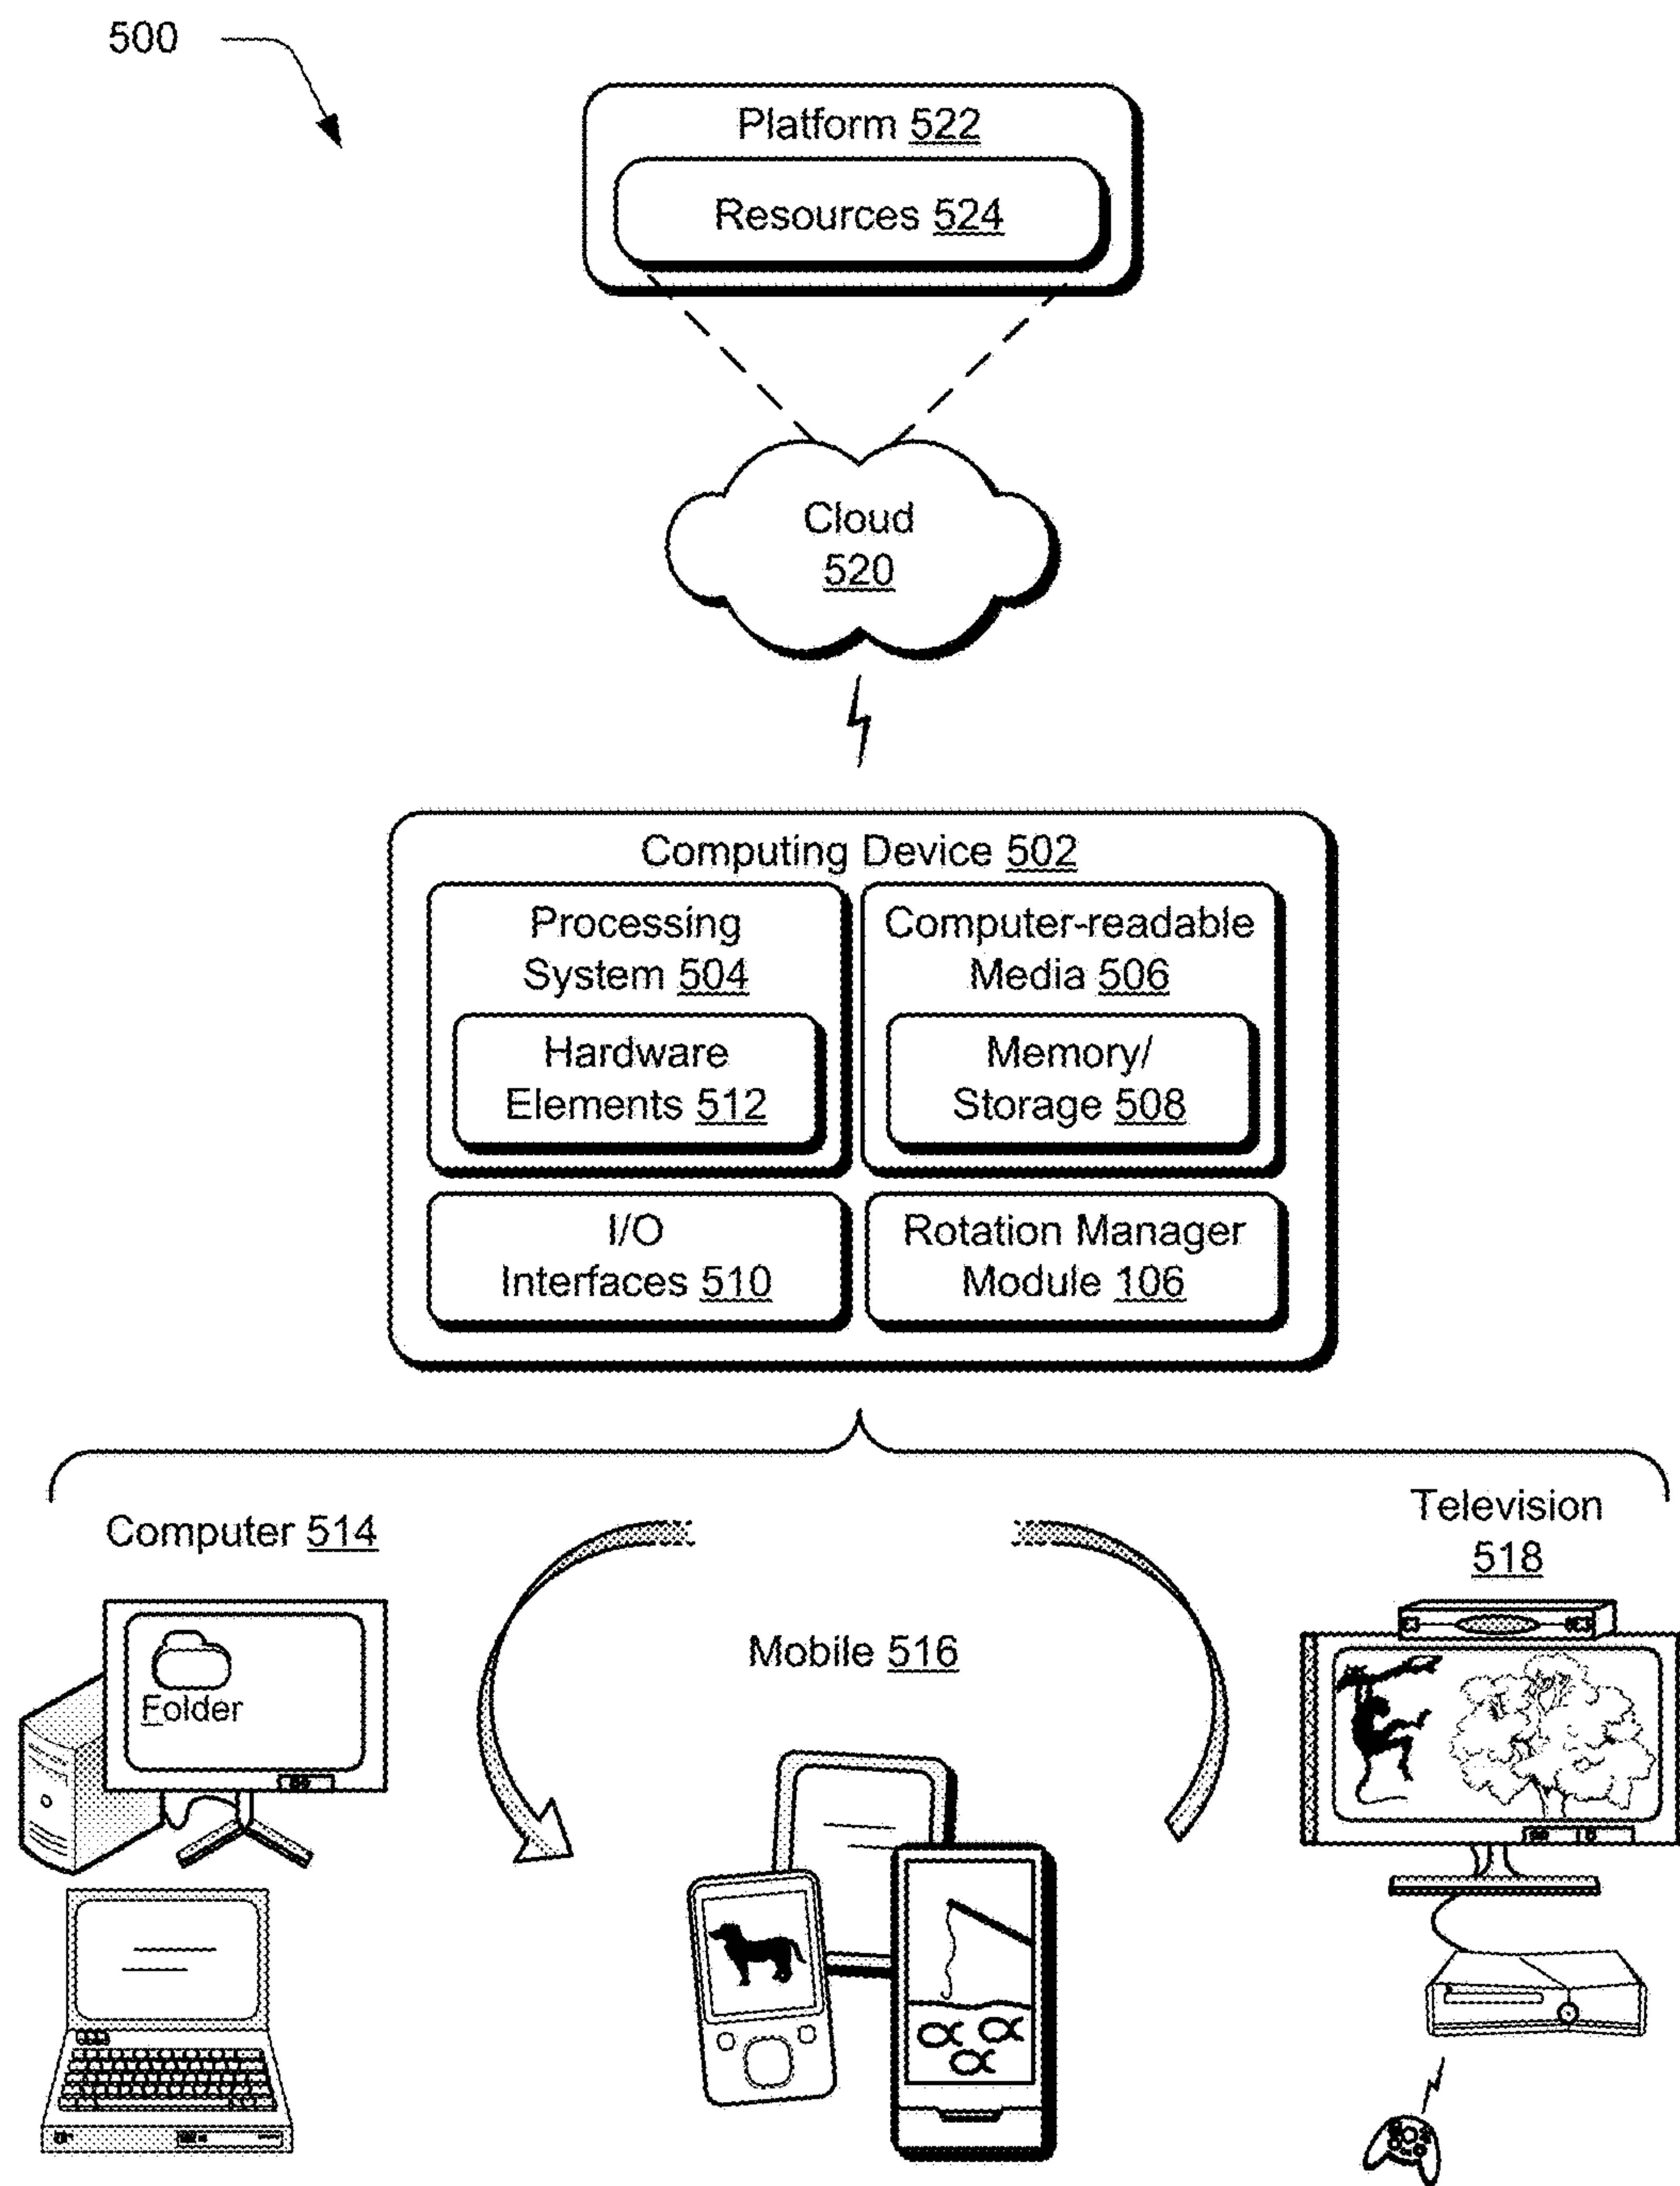 500
Platform 522
Resources 524
Cloud
520
Computing Device 502
Processing
System 504
Hardware
Elements 512
Computer-readable
Media 506
Memory/
Storage 508
I/O
Interfaces 510
Rotation Manager
Module 106
Computer 514
Mobile 516
Television
518
Folder